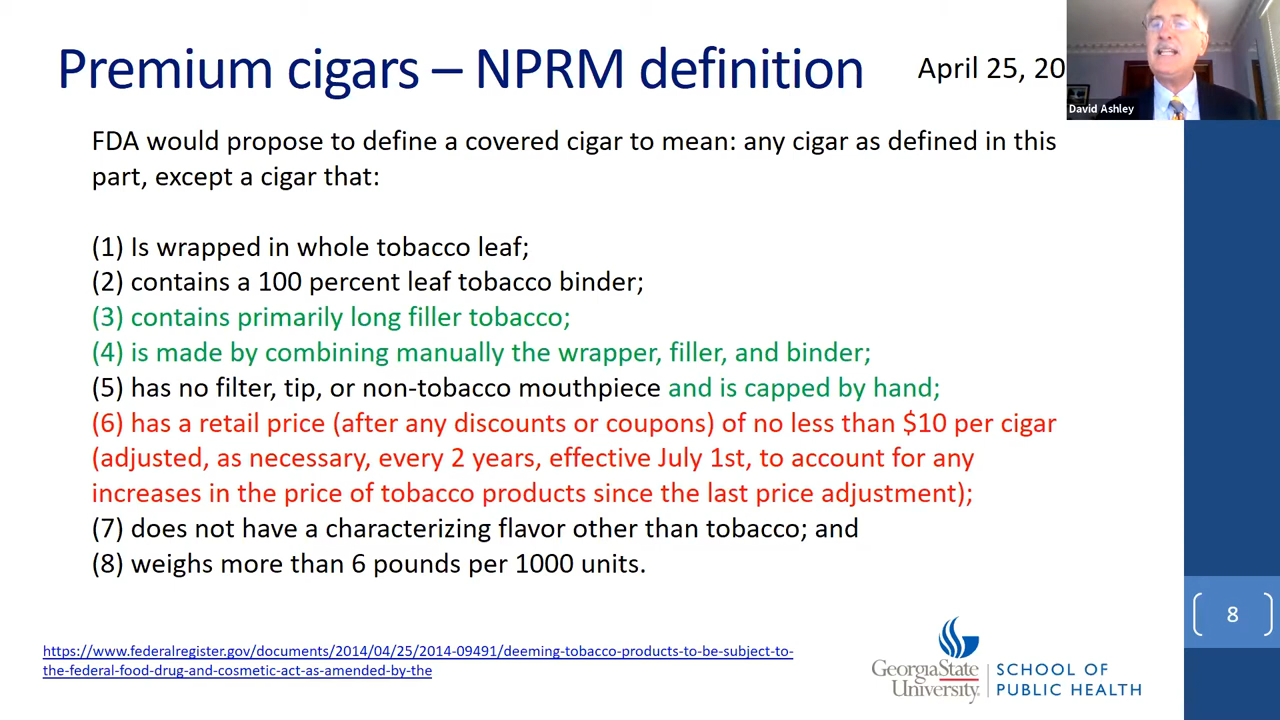 Premium cigars – NPRM definition
April 25, 20
David Ashley
FDA would propose to define a covered cigar to mean: any cigar as defined in this
part, except a cigar that:
(1) Is wrapped in whole tobacco leaf;
(2) contains a 100 percent leaf tobacco binder;
(3) contains primarily long filler tobacco;
(4) is made by combining manually the wrapper, filler, and binder;
(5) has no filter, tip, or non-tobacco mouthpiece and is capped by hand;
(6) has a retail price (after any discounts or coupons) of no less than $10 per cigar
(adjusted, as necessary, every 2 years, effective July 1st, to account for any
increases in the price of tobacco products since the last price adjustment);
(7) does not have a characterizing flavor other than tobacco; and
(8) weighs more than 6 pounds per 1000 units.
8
https://www.federalregister.gov/documents/2014/04/25/2014-09491/deeming-tobacco-products-to-be-subject-to-
the-federal-food-drug-and-cosmetic-act-as-amended-by-the
GeorgiaState
University.
SCHOOL OF
PUBLIC HEALTH